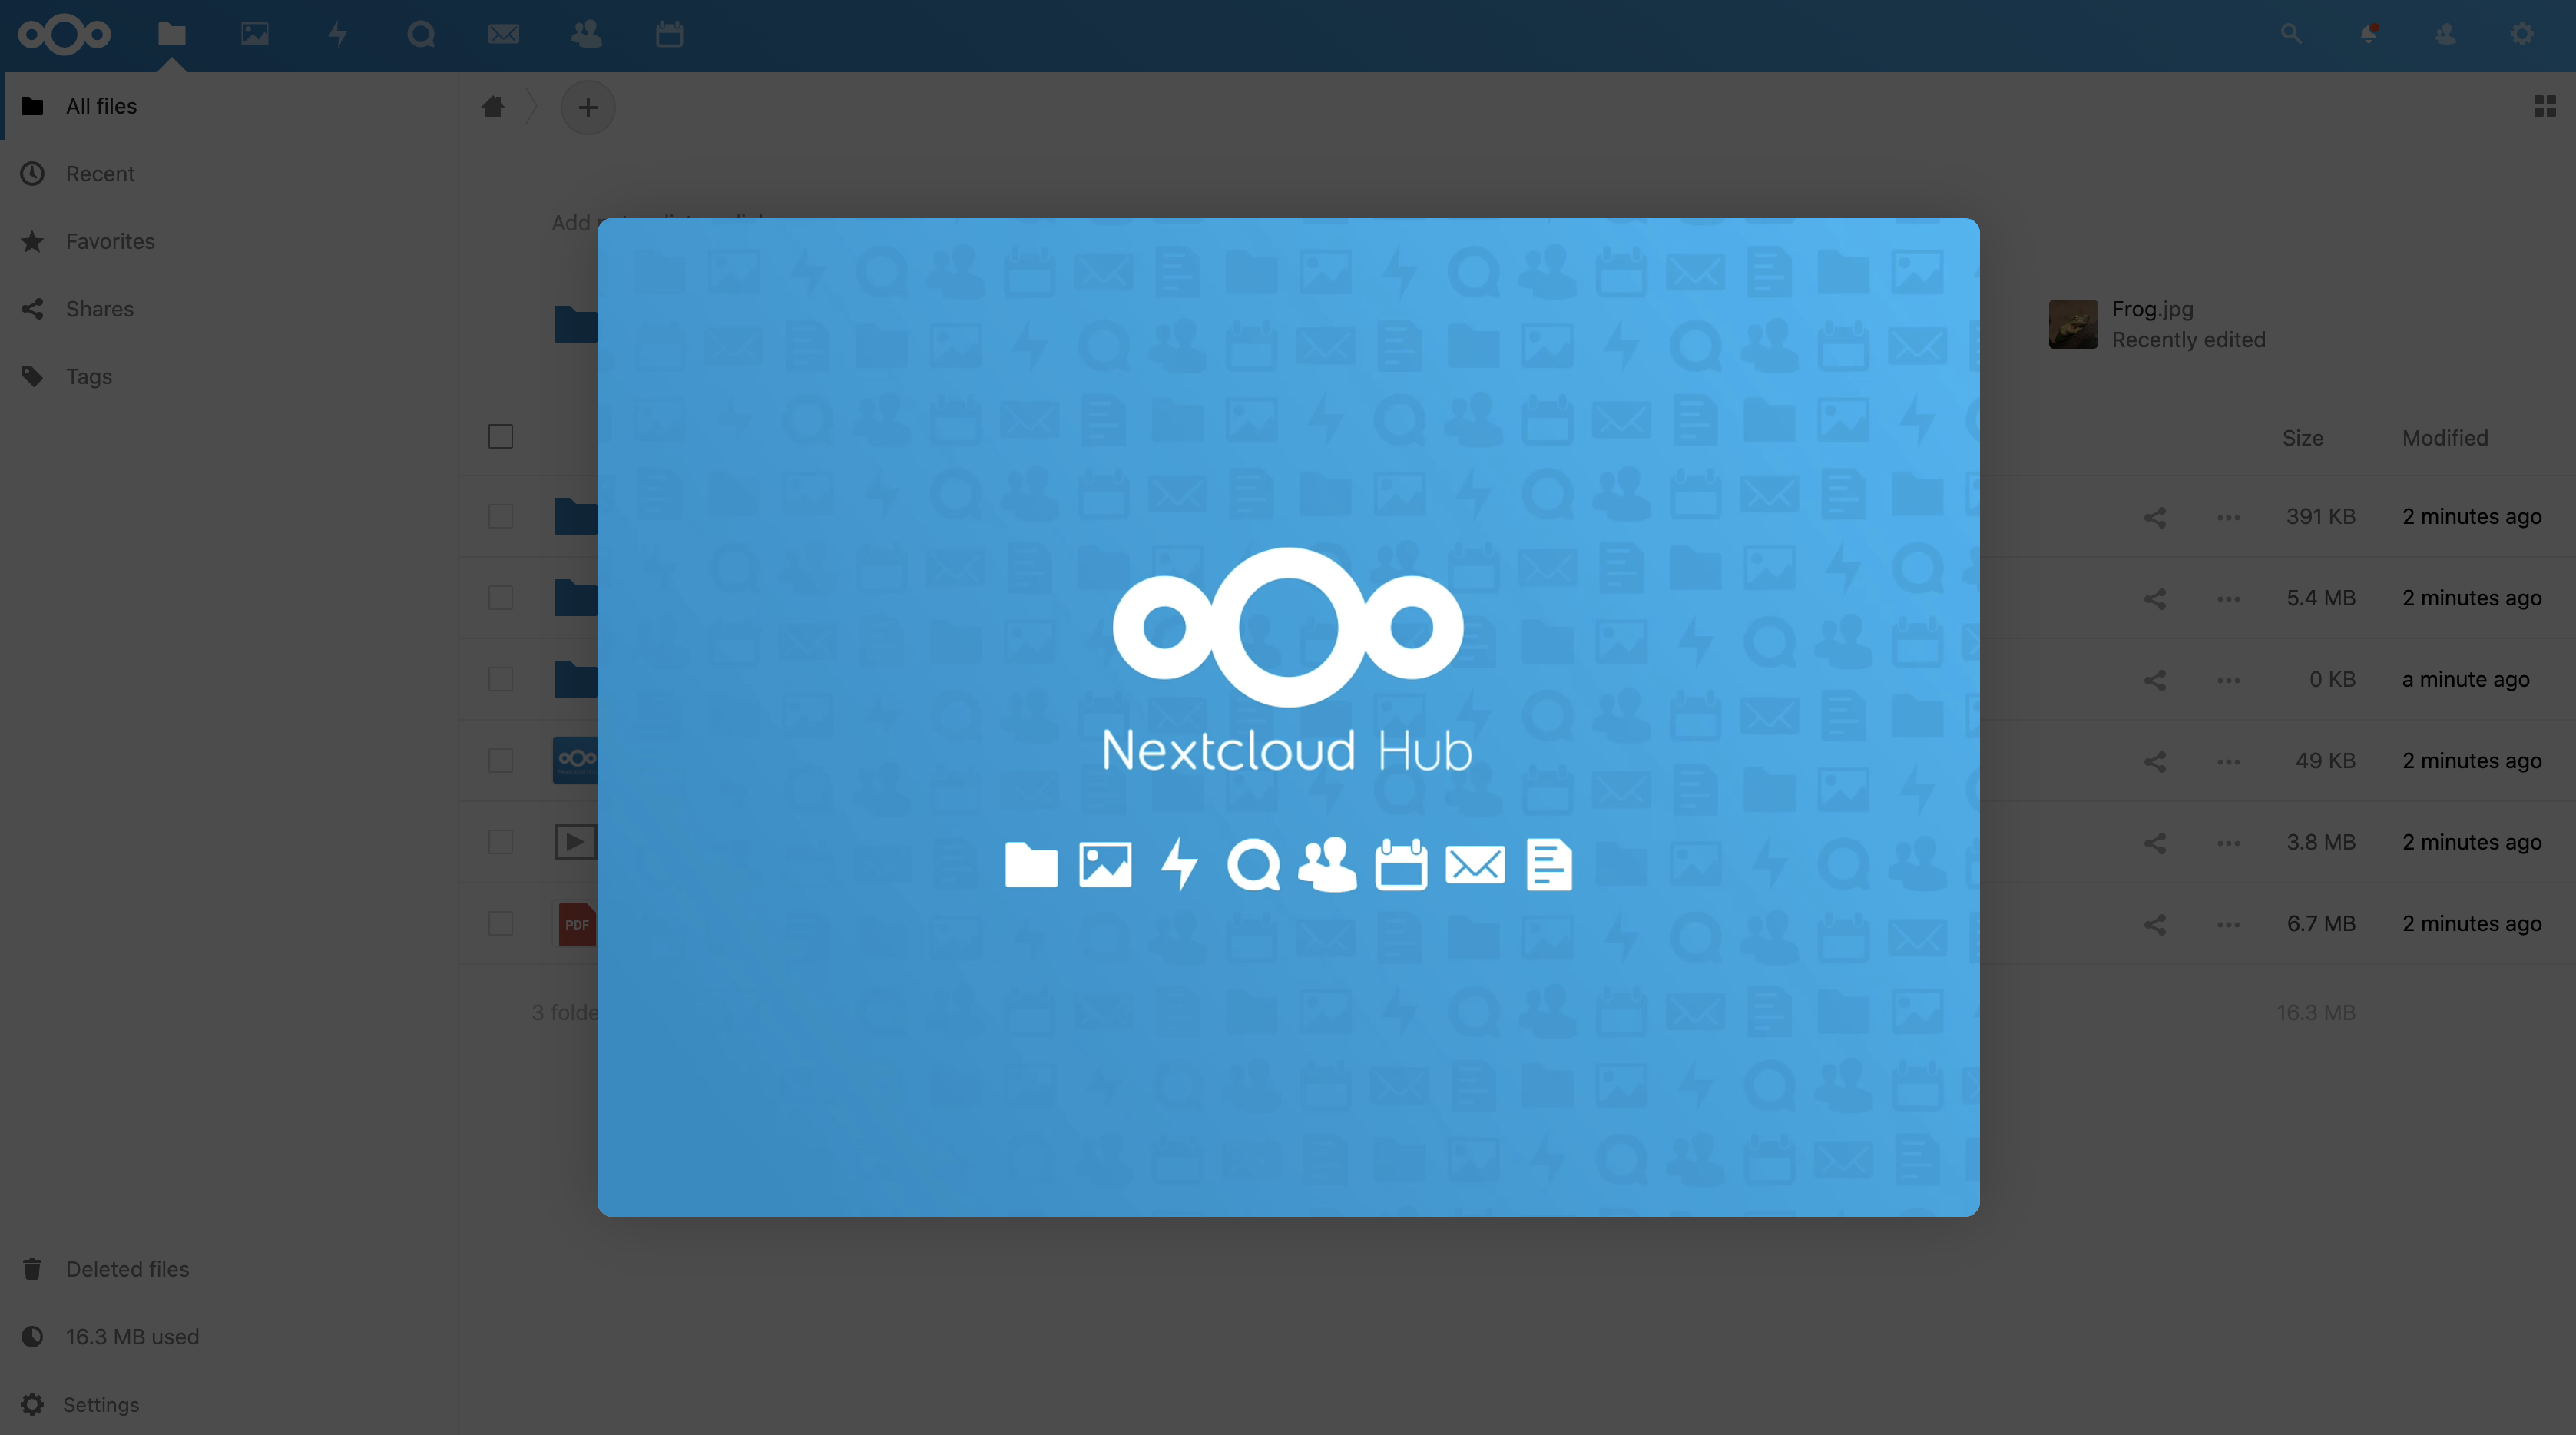 All files
Recent
Favorites
Shares
Tags
Add
Frog.jpg
Recently edited
Size
Modified
391 KB
2 minutes ago
5.4 MB
2 minutes ago
0 KB
a minute ago
49 KB
2 minutes ago
3.8 MB
2 minutes ago
PDF
6.7 MB
2 minutes ago
3 folde
16.3 MB
Nextcloud Hub
Deleted files
16.3 MB used
Settings